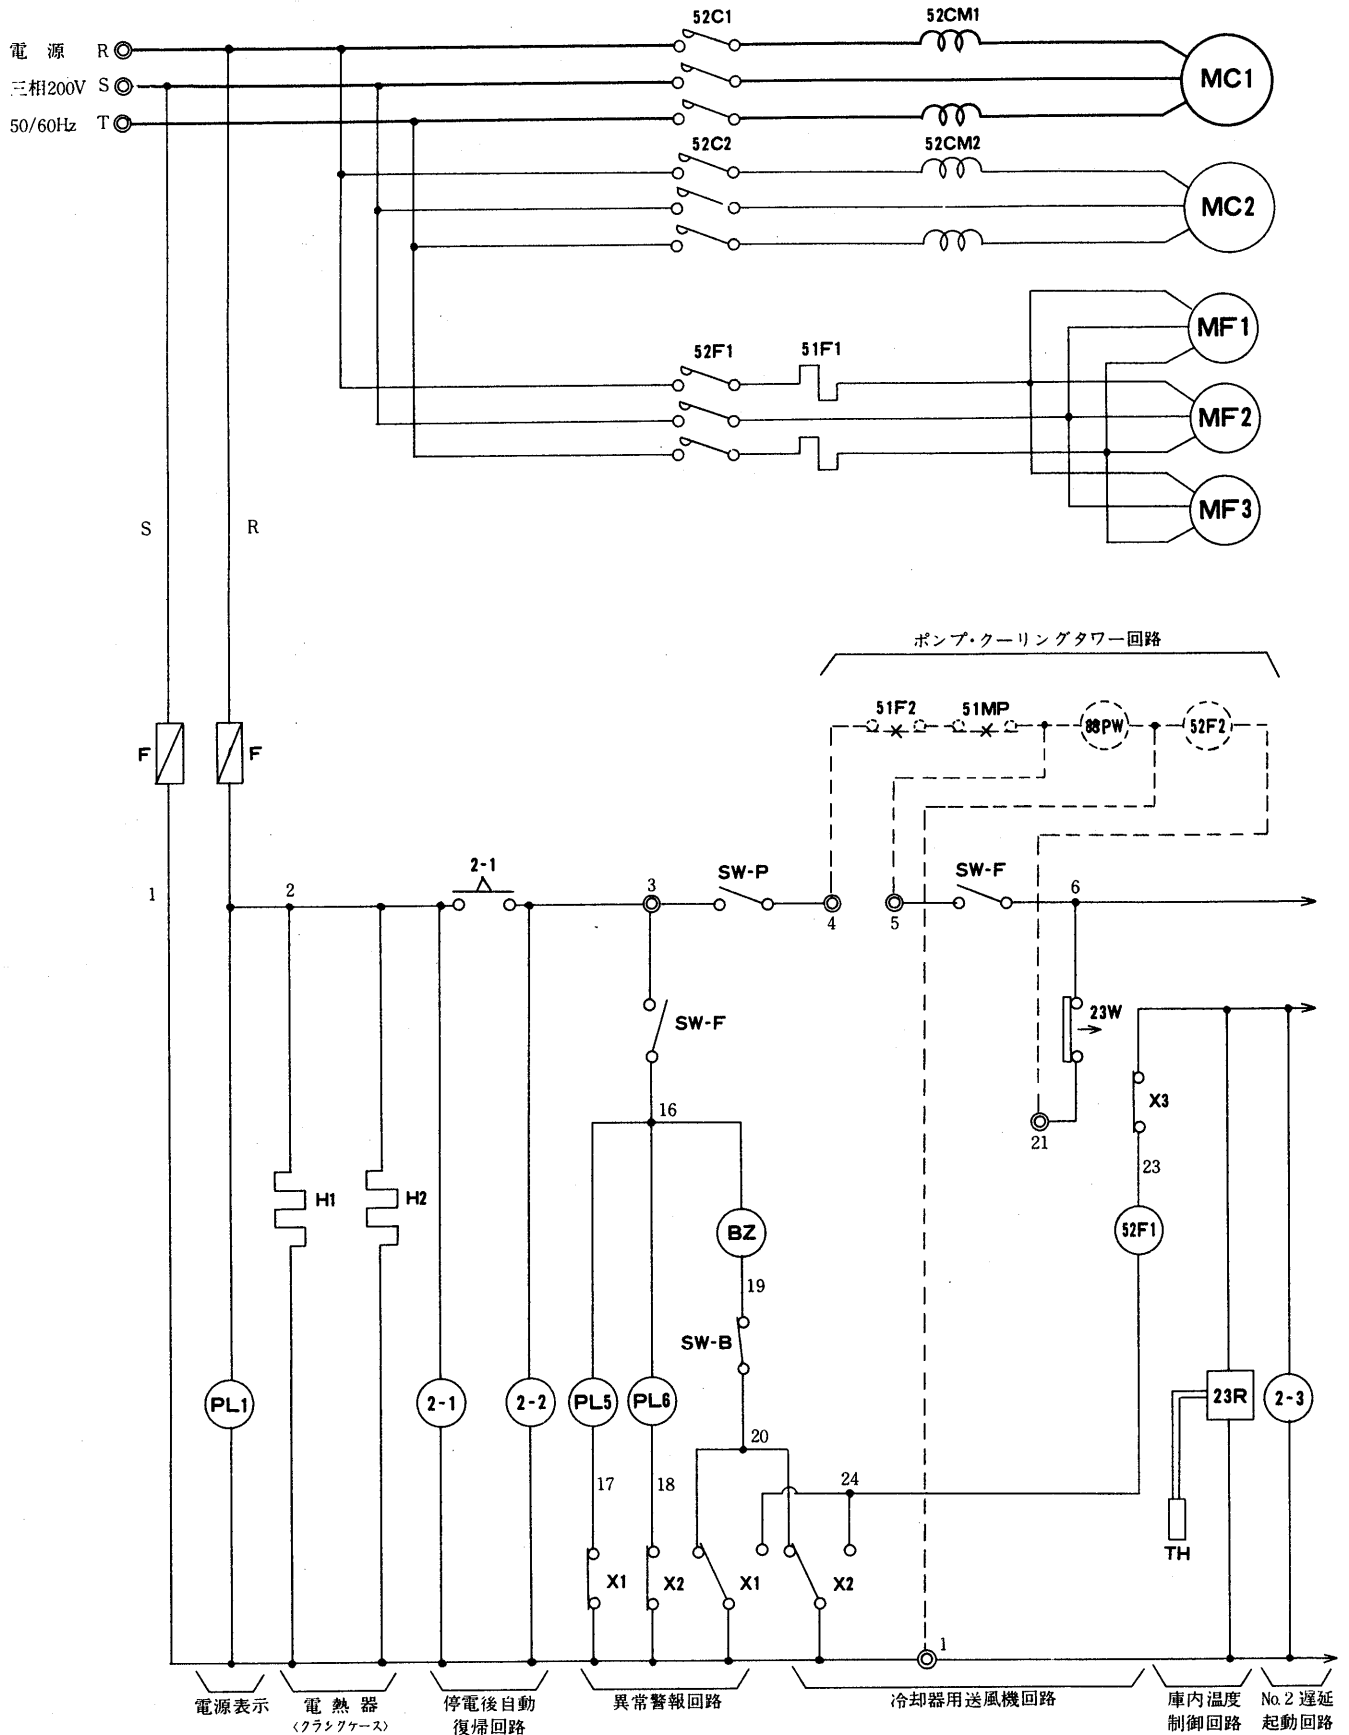 52C1
52CM1
電源 R
三相200V S
50/60Hz T
MC1
52C2
52CM2
MC2
52F1
51F1
MF1
MF2
MF3
S
R
ポンプ・クーリングタワー回路
51F2
51MP
88PW
52F2
F
F
1
2
2-1
3
SW-P
4
5
SW-F
6
SW-F
23W
X3
16
21
23
H1
H2
BZ
52F1
19
SW-B
PL1
2-1
2-2
PL5
PL6
23R
2-3
20
17
18
24
TH
X1
X2
X1
X2
1
電源表示
電熱器
〈クランクケース〉
停電後自動
復帰回路
異常警報回路
冷却器用送風機回路
庫内温度
制御回路
No.2遅延
起動回路